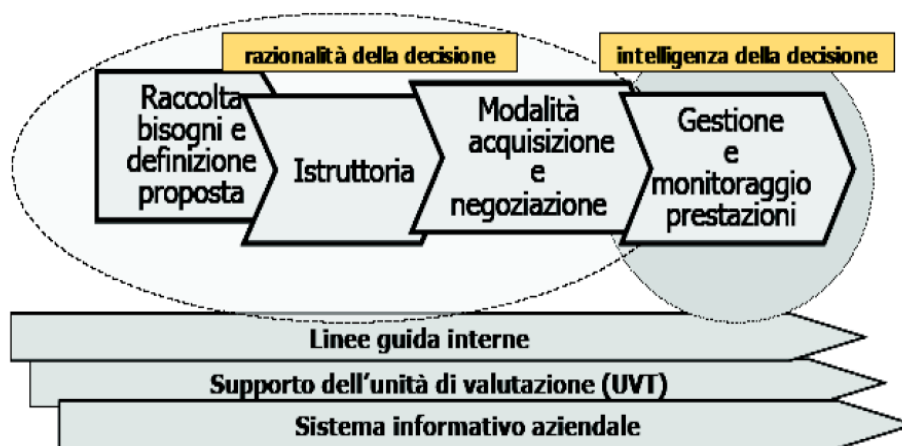 razionalità della decisione
intelligenza della decisione
Raccolta
bisogni e
definizione
proposta
Istruttoria
Modalità
acquisizione
e
negoziazione
Gestione
e
monitoraggio
prestazioni
Linee guida interne
Supporto dell'unità di valutazione (UVT)
Sistema informativo aziendale